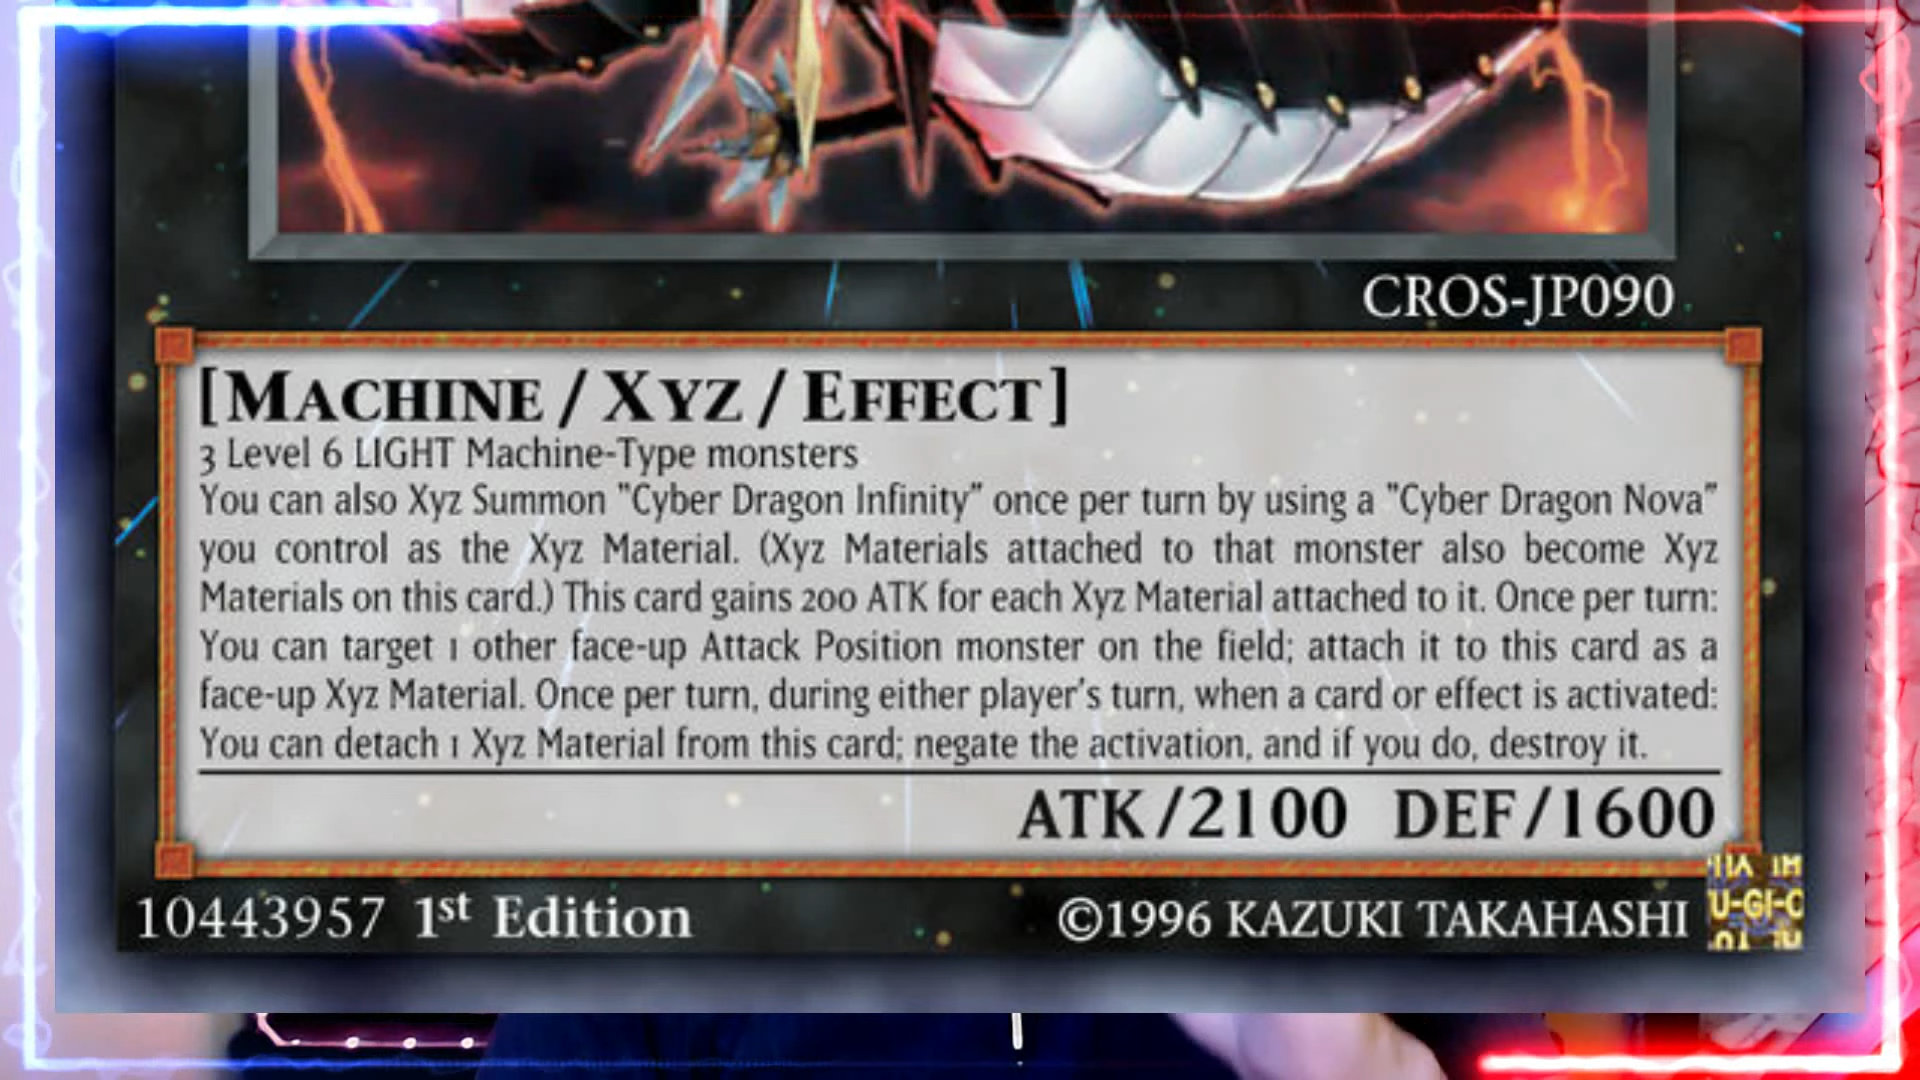 CROS-JP090
[MACHINE / XYZ / EFFECT]
3 Level 6 LIGHT Machine-Type monsters
You can also Xyz Summon "Cyber Dragon Infinity" once per turn by using a "Cyber Dragon Nova"
you control as the Xyz Material. (Xyz Materials attached to that monster also become Xyz
Materials on this card.) This card gains 200 ATK for each Xyz Material attached to it. Once per turn:
You can target 1 other face-up Attack Position monster on the field; attach it to this card as a
face-up Xyz Material. Once per turn, during either player's turn, when a card or effect is activated:
You can detach 1 Xyz Material from this card; negate the activation, and if you do, destroy it.
ATK/2100 DEF/1600
10443957 1st Edition
©1996 KAZUKI TAKAHASHI